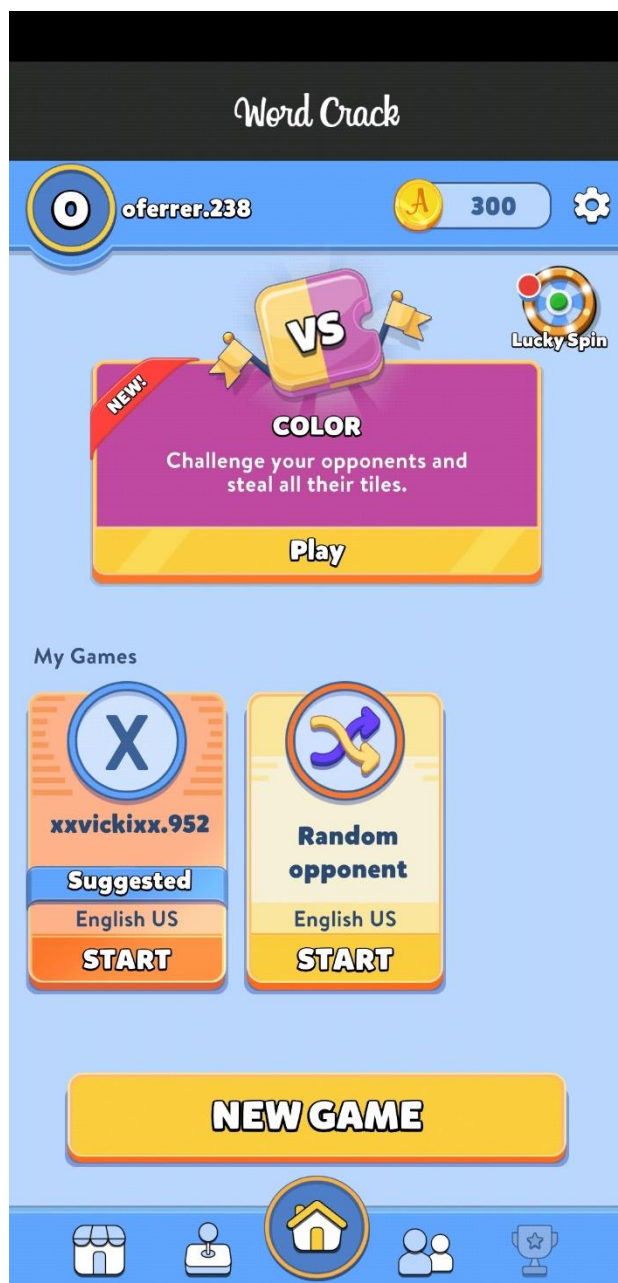 Word Crack
O
oferrer.238
A
300
VS
Lucky Spin
NEW!
COLOR
Challenge your opponents and
steal all their tiles.
Play
My Games
X
xxvickixx.952
Suggested
English US
START
Random
opponent
English US
START
NEW GAME